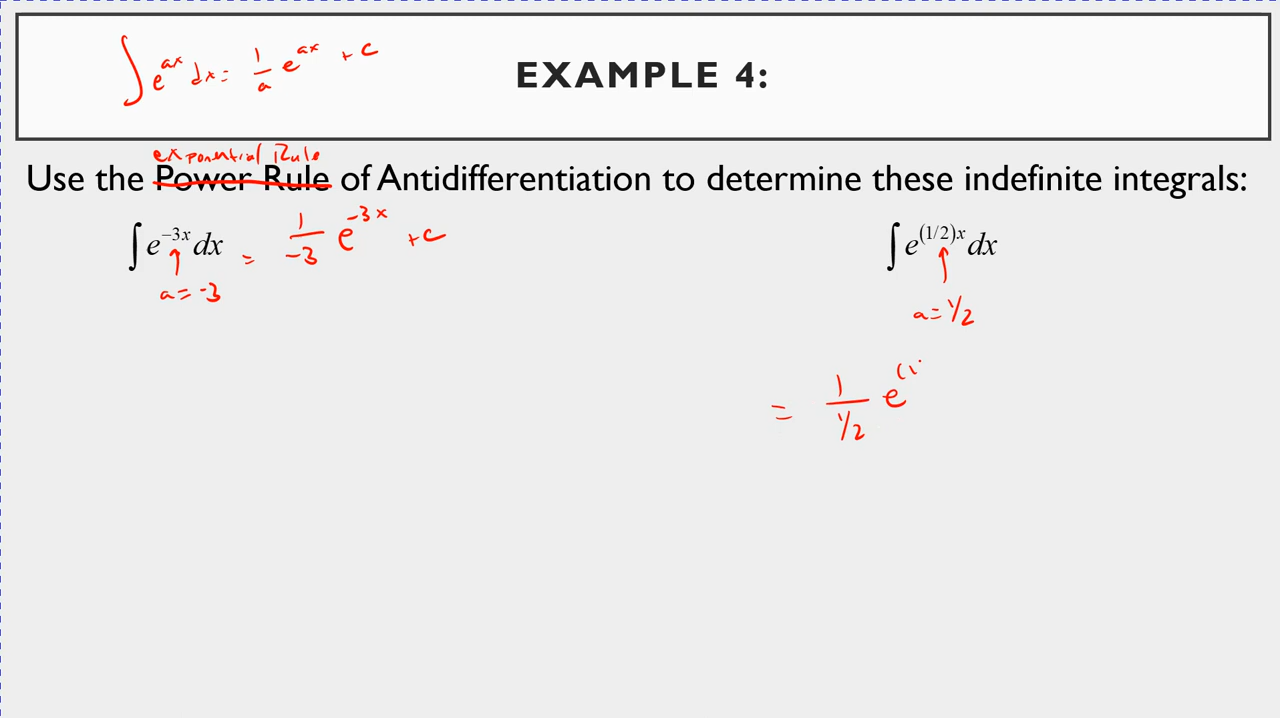 ∫ e^{ax} dx = 1/a e^{ax} + c
EXAMPLE 4:
exponential Rule
Use the ~~Power Rule~~ of Antidifferentiation to determine these indefinite integrals:
∫ e^{−3x} dx = 1/−3 e^{−3x} + c
∫ e^{(1/2)x} dx
a = -3
a = 1/2
= 1/(1/2) e^{(1